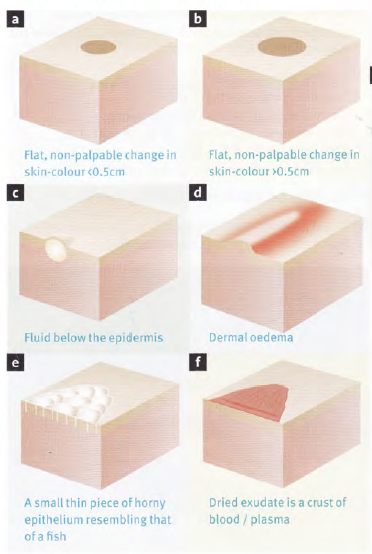 a
b
Flat, non-palpable change in
skin-colour <0.5cm
Flat, non-palpable change in
skin-colour >0.5cm
c
d
Fluid below the epidermis
Dermal oedema
e
f
A small thin piece of horny
epithelium resembling that
of a fish
Dried exudate is a crust of
blood / plasma